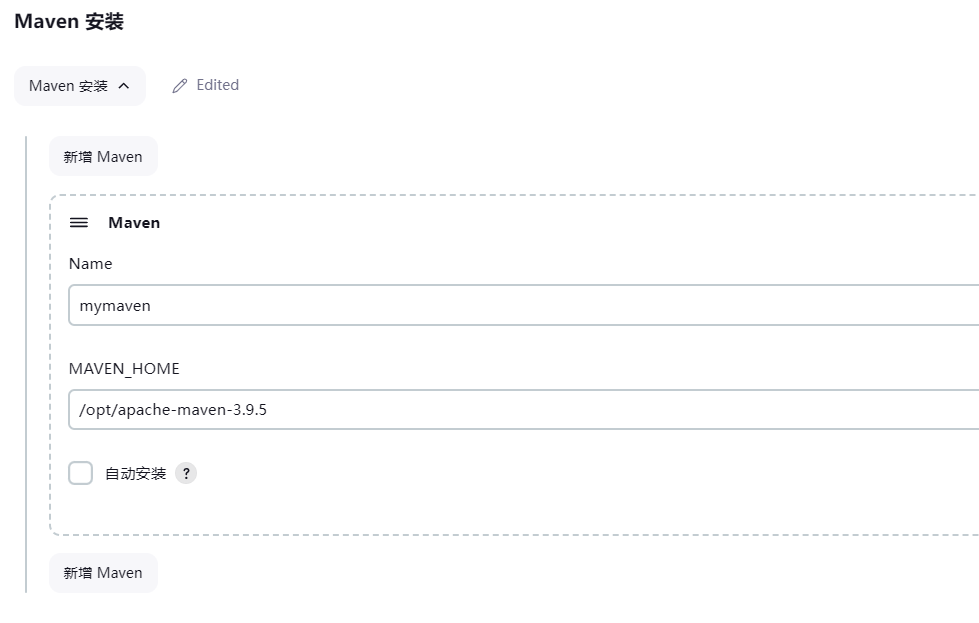 Maven 安装
Maven 安装
Edited
新增 Maven
Maven
Name
mymaven
MAVEN_HOME
/opt/apache-maven-3.9.5
自动安装 ?
新增 Maven